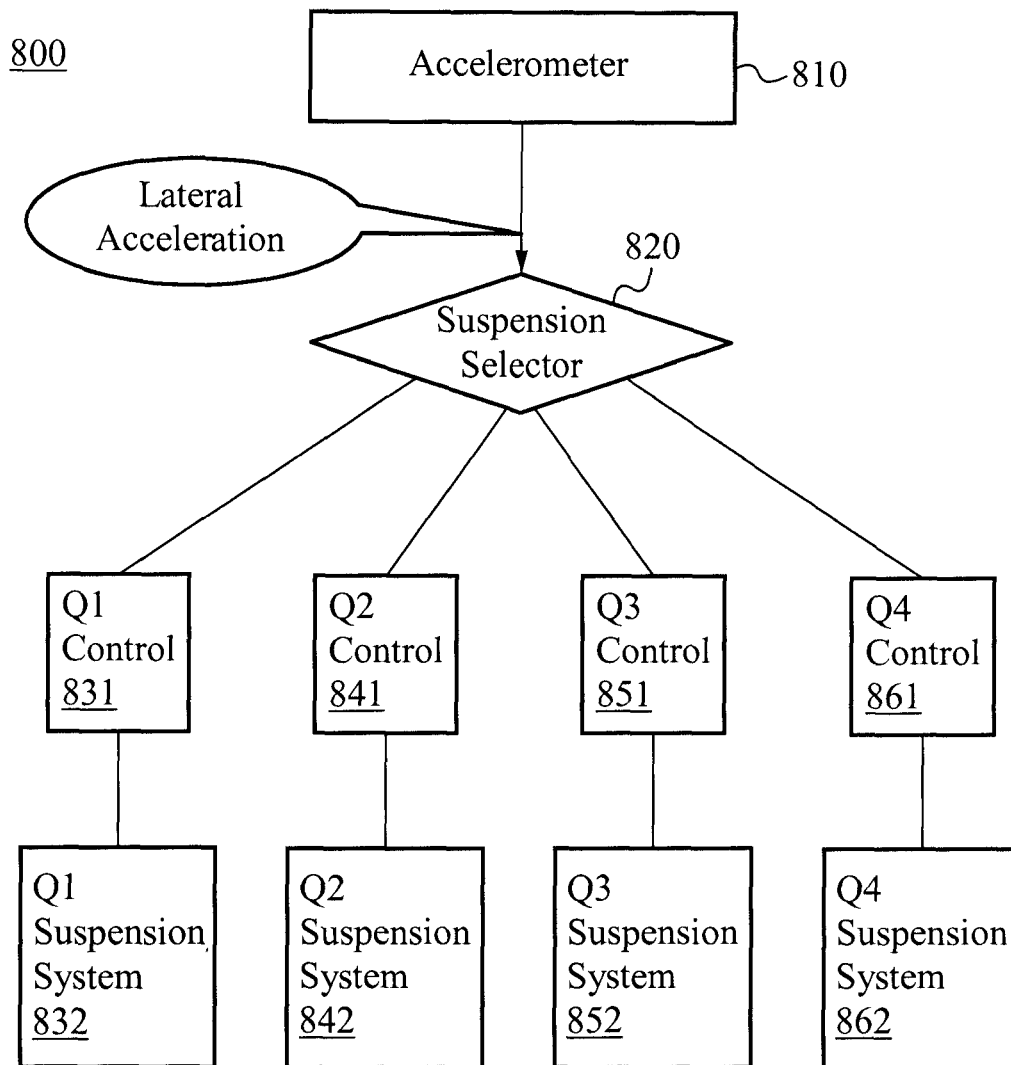 800
Accelerometer
810
Lateral
Acceleration
820
Suspension
Selector
Q1
Control
831
Q2
Control
841
Q3
Control
851
Q4
Control
861
Q1
Suspension
System
832
Q2
Suspension
System
842
Q3
Suspension
System
852
Q4
Suspension
System
862